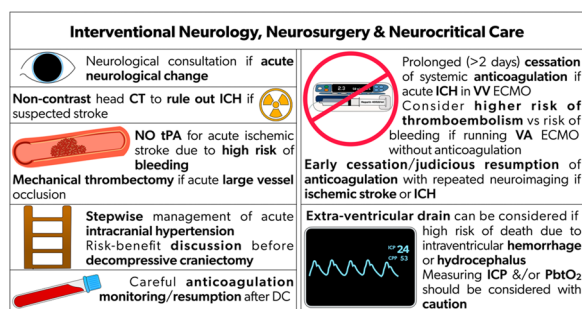 Interventional Neurology, Neurosurgery & Neurocritical Care
Neurological consultation if acute
neurological change
Non-contrast head CT to rule out ICH if
suspected stroke
NO tPA for acute ischemic
stroke due to high risk of
bleeding
Mechanical thrombectomy if acute large vessel
occlusion
Stepwise management of acute
intracranial hypertension
Risk-benefit discussion before
decompressive craniectomy
Careful anticoagulation
monitoring/resumption after DC
Prolonged (>2 days) cessation
of systemic anticoagulation if
acute ICH in VV ECMO
Consider higher risk of
thromboembolism vs risk of
bleeding if running VA ECMO
without anticoagulation
Early cessation/judicious resumption of
anticoagulation with repeated neuroimaging if
ischemic stroke or ICH
2.3
Extra-ventricular drain can be considered if
high risk of death due to
intraventricular hemorrhage
or hydrocephalus
Measuring ICP &/or PbtO₂
should be considered with
caution
ICP 24
CPP 53